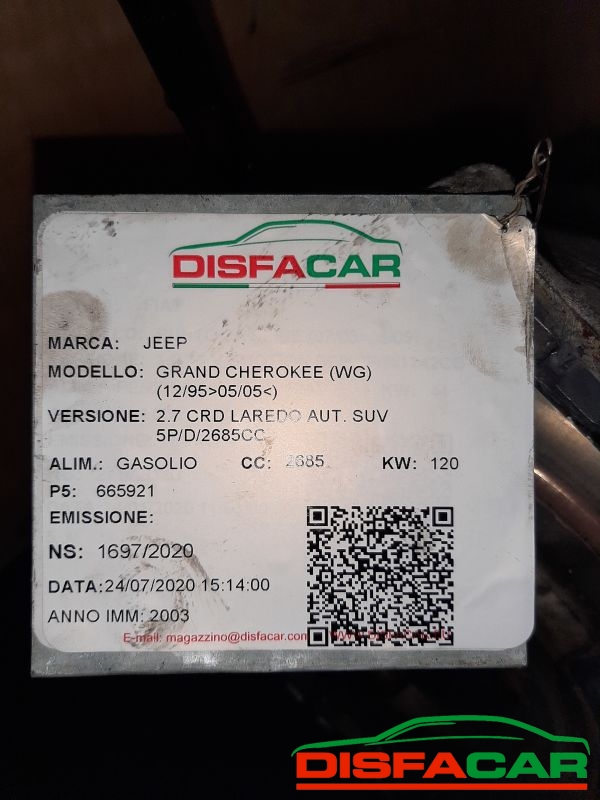 DISFACAR
MARCA: JEEP
MODELLO: GRAND CHEROKEE (WG)
(12/95>05/05<)
VERSIONE: 2.7 CRD LAREDO AUT. SUV
5P/D/2685CC
ALIM.: GASOLIO CC: 2685 KW: 120
P5: 665921
EMISSIONE:
NS: 1697/2020
DATA:24/07/2020 15:14:00
ANNO IMM: 2003
E-mail: magazzino@disfacar.com
DISFACAR